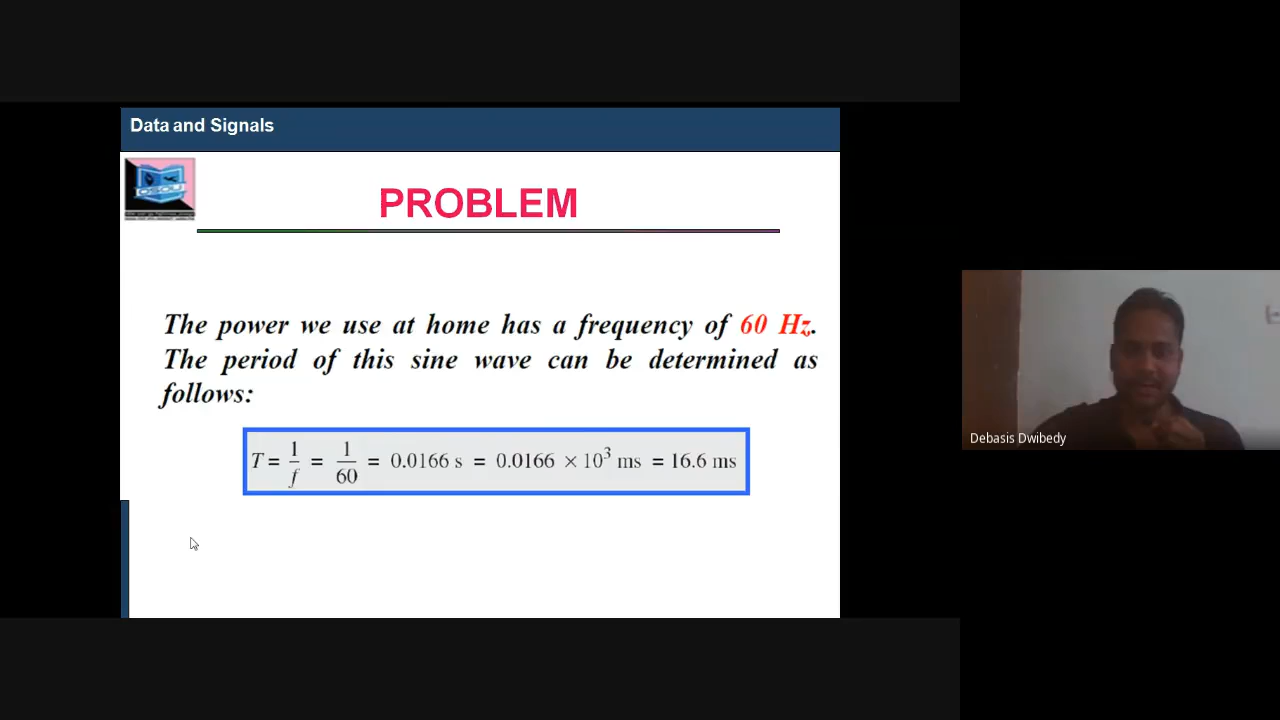 Data and Signals
OSOU
PROBLEM
The power we use at home has a frequency of 60 Hz.
The period of this sine wave can be determined as
follows:
T = 1/f = 1/60 = 0.0166 s = 0.0166 × 10³ ms = 16.6 ms
Debasis Dwibedy